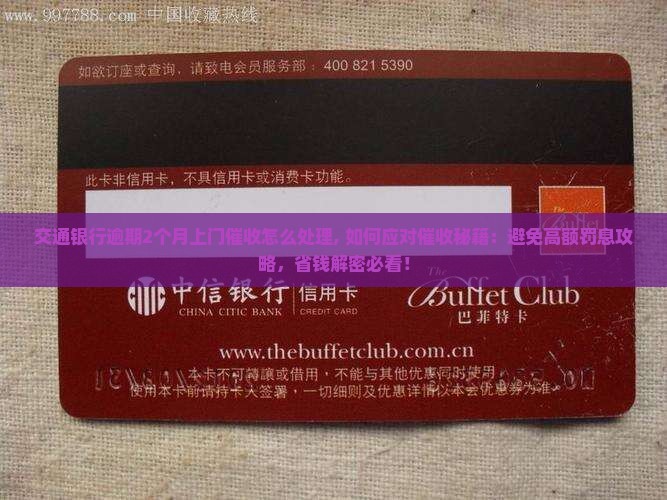 www.997788.com 中国收藏热线
如欲订座或查询，请致电会员服务部：400 821 5390
此卡非信用卡，不具信用卡或消费卡功能。
交通银行逾期2个月上门催收怎么处理, 如何应对催收秘籍：避免高额罚息攻
略，省钱解密必看！
中信银行 信用卡
CHINA CITIC BANK CREDIT CARD
The Buffet Club
巴菲特卡
www.thebuffetclub.com.cn
本卡不可转讓或借用，不能与其他优惠同时使用，
使用本卡前请持卡人签署，一切细则及优惠详情以本会优惠券为准。